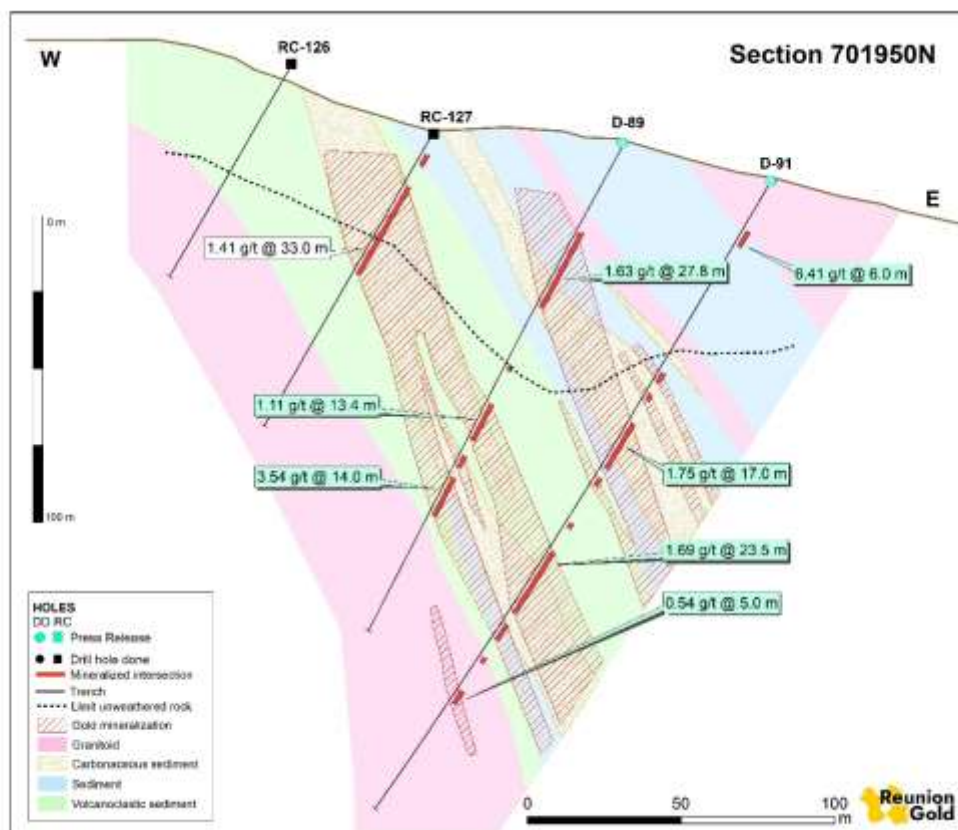 W
RC-126
Section 701950N
RC-127
D-89
D-91
E
0 m
100 m
1.41 g/t @ 33.0 m
1.63 g/t @ 27.8 m
6.41 g/t @ 6.0 m
1.11 g/t @ 13.4 m
3.54 g/t @ 14.0 m
1.75 g/t @ 17.0 m
1.69 g/t @ 23.5 m
0.54 g/t @ 5.0 m
HOLES
DD RC
Press Release
Drill hole done
Mineralized intersection
Trench
Limit unweathered rock
Gold mineralization
Granitoid
Carbonaceous sediment
Sediment
Volcanoclastic sediment
0 50 100
m
Reunion
Gold